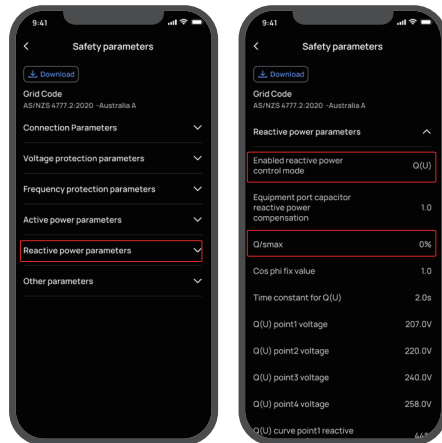 9:41
Safety parameters
Download
Grid Code
AS/NZS 4777.2:2020 -Australia A
Connection Parameters
Voltage protection parameters
Frequency protection parameters
Active power parameters
Reactive power parameters
Other parameters
9:41
Safety parameters
Download
Grid Code
AS/NZS 4777.2:2020 -Australia A
Reactive power parameters
Enabled reactive power
control mode
Q(U)
Equipment port capacitor
reactive power
compensation
1.0
Q/smax 0%
Cos phi fix value 1.0
Time constant for Q(U) 2.0s
Q(U) point1 voltage 207.0V
Q(U) point2 voltage 220.0V
Q(U) point3 voltage 240.0V
Q(U) point4 voltage 258.0V
Q(U) curve point1 reactive